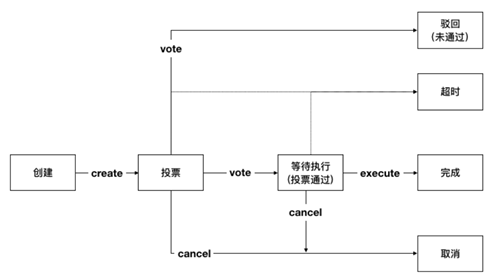 驳回
(未通过)
vote
超时
创建
create
投票
vote
等待执行
(投票通过)
execute
完成
cancel
cancel
取消